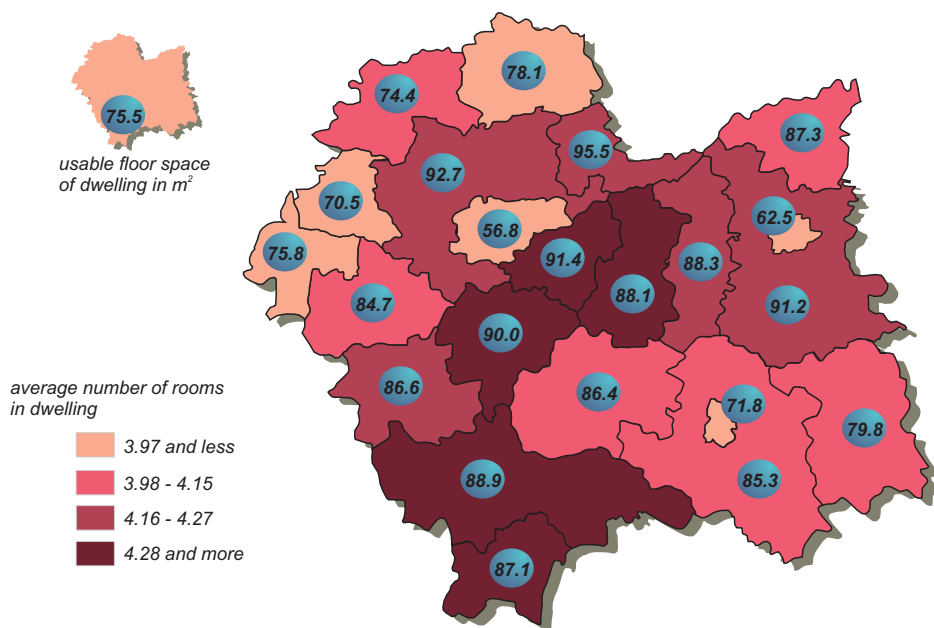 78.1
74.4
87.3
75.5
95.5
usable floor space
of dwelling in m²
92.7
70.5
62.5
56.8
75.8
91.4
88.3
88.1
84.7
91.2
90.0
average number of rooms
in dwelling
86.6
86.4
71.8
79.8
3.97 and less
3.98 - 4.15
4.16 - 4.27
4.28 and more
88.9
85.3
87.1